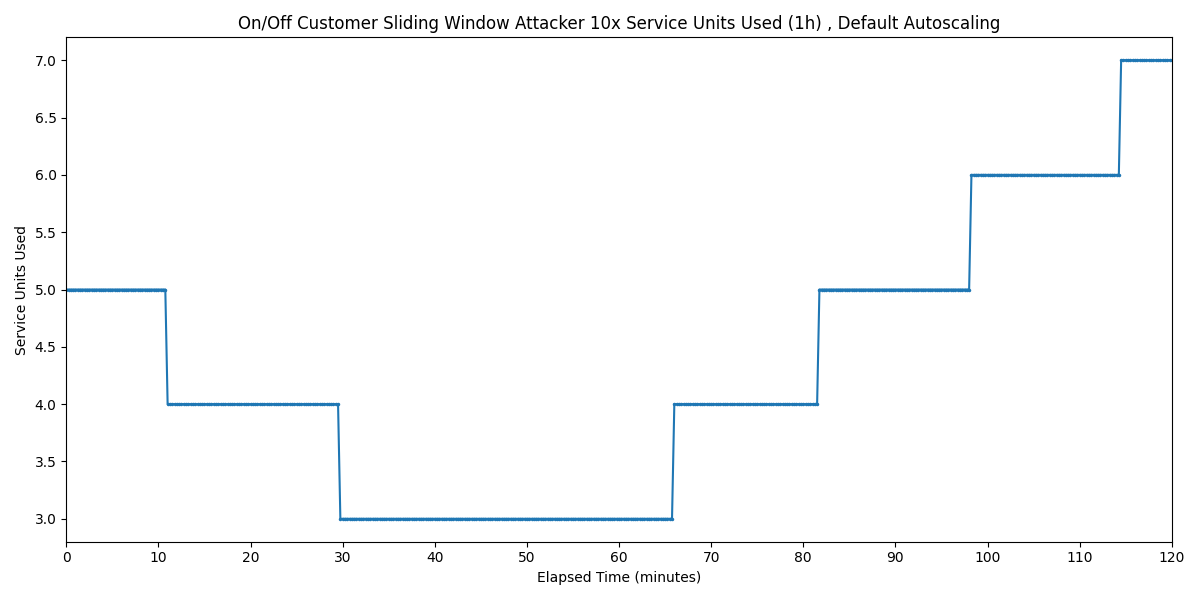 On/Off Customer Sliding Window Attacker 10x Service Units Used (1h) , Default Autoscaling
7.0
6.5
6.0
5.5
5.0
4.5
4.0
3.5
3.0
Service Units Used
0 10 20 30 40 50 60 70 80 90 100 110 120
Elapsed Time (minutes)